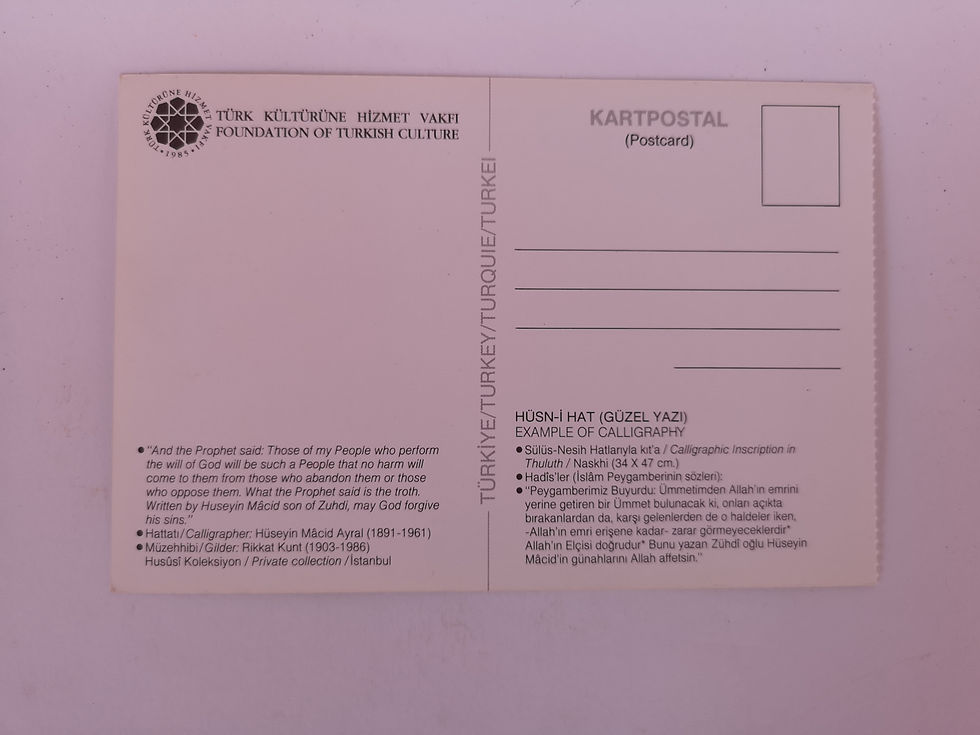 TÜRK KÜLTÜRÜNE HİZMET VAKFI • 1985 •
TÜRK KÜLTÜRÜNE HİZMET VAKFI
FOUNDATION OF TURKISH CULTURE
• "And the Prophet said: Those of my People who perform
the will of God will be such a People that no harm will
come to them from those who abandon them or those
who oppose them. What the Prophet said is the troth.
Written by Huseyin Mâcid son of Zuhdi, may God forgive
his sins."
• Hattatı/Calligrapher: Hüseyin Mâcid Ayral (1891-1961)
• Müzehhibi/Gilder: Rikkat Kunt (1903-1986)
Husûsî Koleksiyon / Private collection / İstanbul
TÜRKİYE/TURKEY/TURQUIE/TURKEI
KARTPOSTAL
(Postcard)
HÜSN-İ HAT (GÜZEL YAZI)
EXAMPLE OF CALLIGRAPHY
• Sülüs-Nesih Hatlarıyla kıt'a / Calligraphic Inscription in
Thuluth / Naskhi (34 X 47 cm.)
• Hadîs'ler (İslâm Peygamberinin sözleri):
• "Peygamberimiz Buyurdu: Ümmetimden Allah'ın emrini
yerine getiren bir Ümmet bulunacak ki, onları açıkta
bırakanlardan da, karşı gelenlerden de o haldeler iken,
-Allah'ın emri erişene kadar- zarar görmeyeceklerdir*
Allah'ın Elçisi doğrudur* Bunu yazan Zühdî oğlu Hüseyin
Mâcid'in günahlarını Allah affetsin."